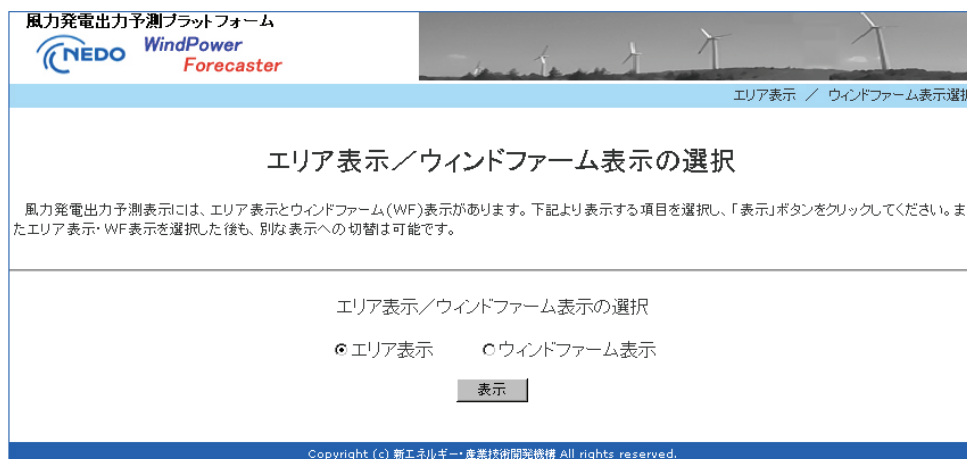 風力発電出力予測プラットフォーム
NEDO WindPower
Forecaster
エリア表示 ／ ウィンドファーム表示選択
エリア表示／ウィンドファーム表示の選択
風力発電出力予測表示には、エリア表示とウィンドファーム(WF)表示があります。下記より表示する項目を選択し、「表示」ボタンをクリックしてください。ま
たエリア表示・WF表示を選択した後も、別な表示への切替は可能です。
エリア表示／ウィンドファーム表示の選択
エリア表示 ウィンドファーム表示
表示
Copyright (c) 新エネルギー・産業技術開発機構 All rights reserved.